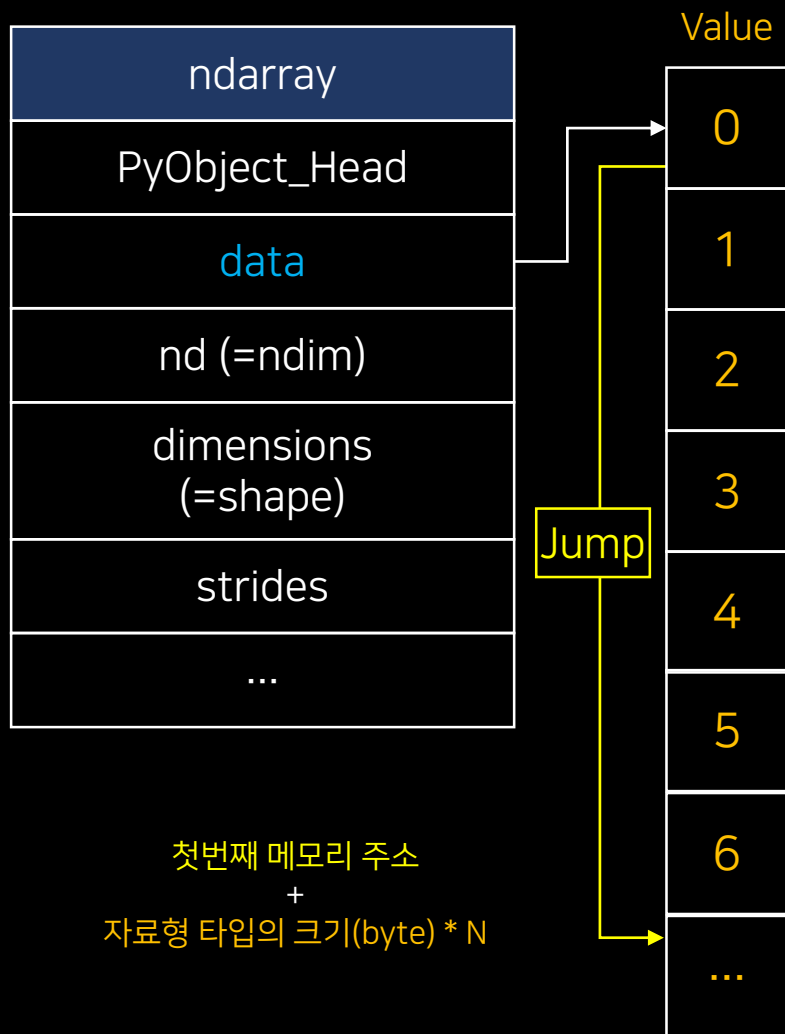 ndarray
PyObject_Head
data
nd (=ndim)
dimensions
(=shape)
strides
...
첫번째 메모리 주소
+
자료형 타입의 크기(byte) * N
Jump
Value
0
1
2
3
4
5
6
...